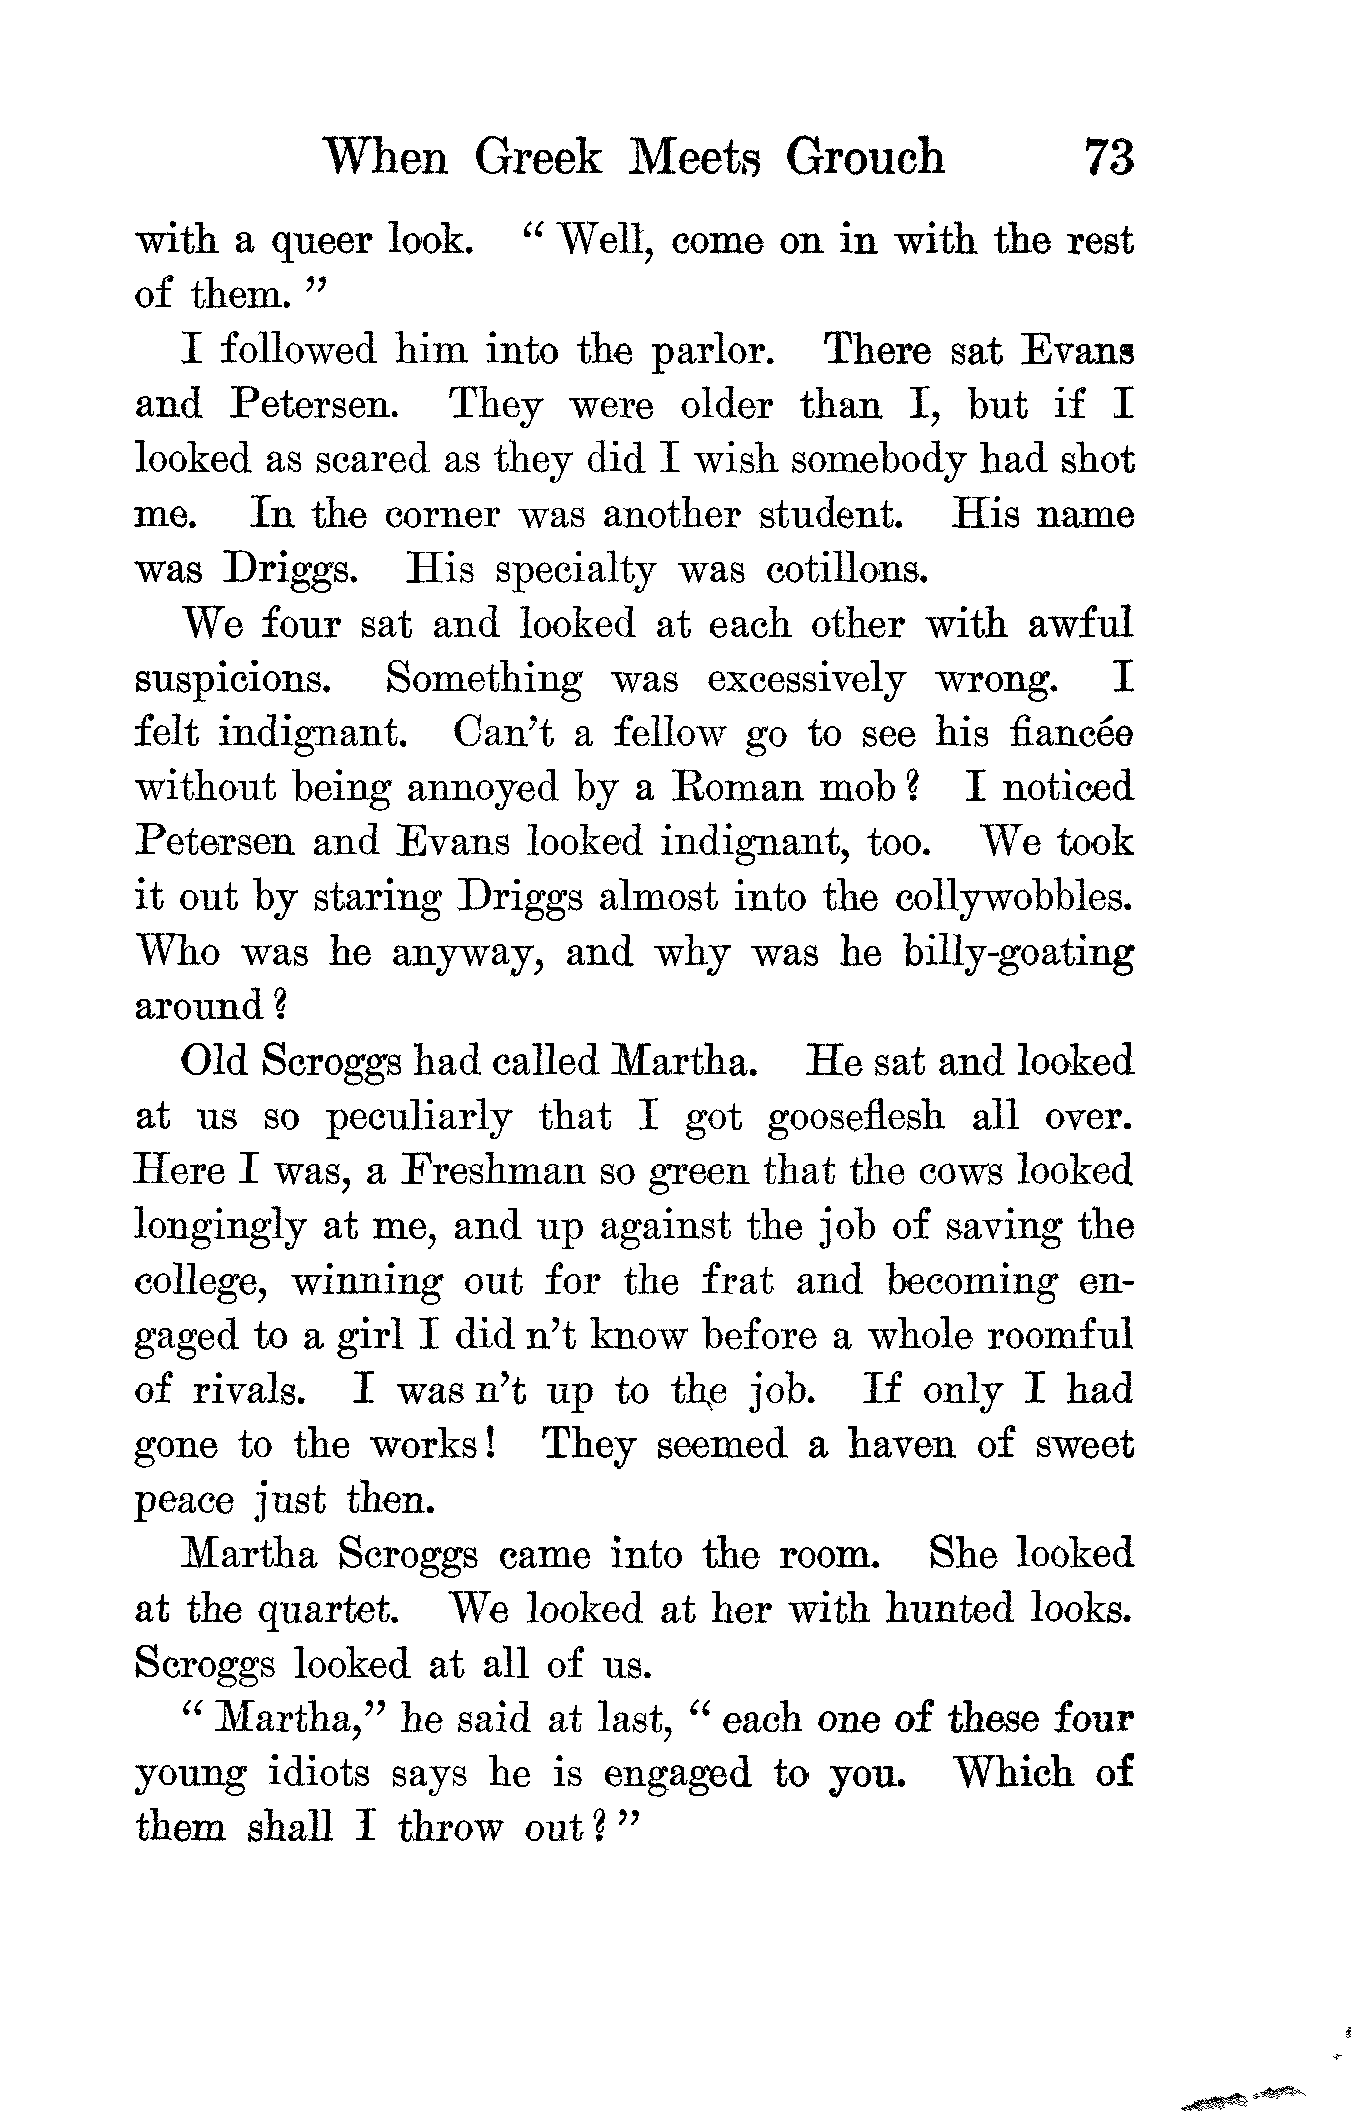 When Greek Meets Grouch 73
with a queer look. “ Well, come on in with the rest
of them. ”
I followed him into the parlor. There sat Evans
and Petersen. They were older than I, but if I
looked as scared as they did I wish somebody had shot
me. In the corner was another student. His name
was Driggs. His specialty was cotillons.
We four sat and looked at each other with awful
suspicions. Something was excessively wrong. I
felt indignant. Can’t a fellow go to see his fiancée
without being annoyed by a Roman mob ? I noticed
Petersen and Evans looked indignant, too. We took
it out by staring Driggs almost into the collywobbles.
Who was he anyway, and why was he billy-goating
around ?
Old Scroggs had called Martha. He sat and looked
at us so peculiarly that I got gooseflesh all over.
Here I was, a Freshman so green that the cows looked
longingly at me, and up against the job of saving the
college, winning out for the frat and becoming en-
gaged to a girl I did n’t know before a whole roomful
of rivals. I was n’t up to the job. If only I had
gone to the works! They seemed a haven of sweet
peace just then.
Martha Scroggs came into the room. She looked
at the quartet. We looked at her with hunted looks.
Scroggs looked at all of us.
“ Martha,” he said at last, “ each one of these four
young idiots says he is engaged to you. Which of
them shall I throw out ? ”